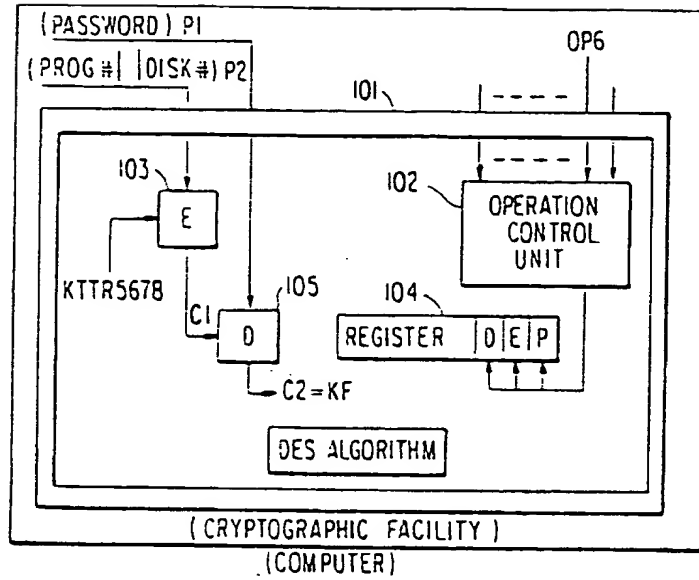 (PASSWORD) P1
OP6
(PROG #| |DISK #) P2
101
103
102
E
OPERATION
CONTROL
UNIT
KTTR5678
105
104
C1
D
REGISTER |D|E|P
C2=KF
DES ALGORITHM
(CRYPTOGRAPHIC FACILITY)
(COMPUTER)